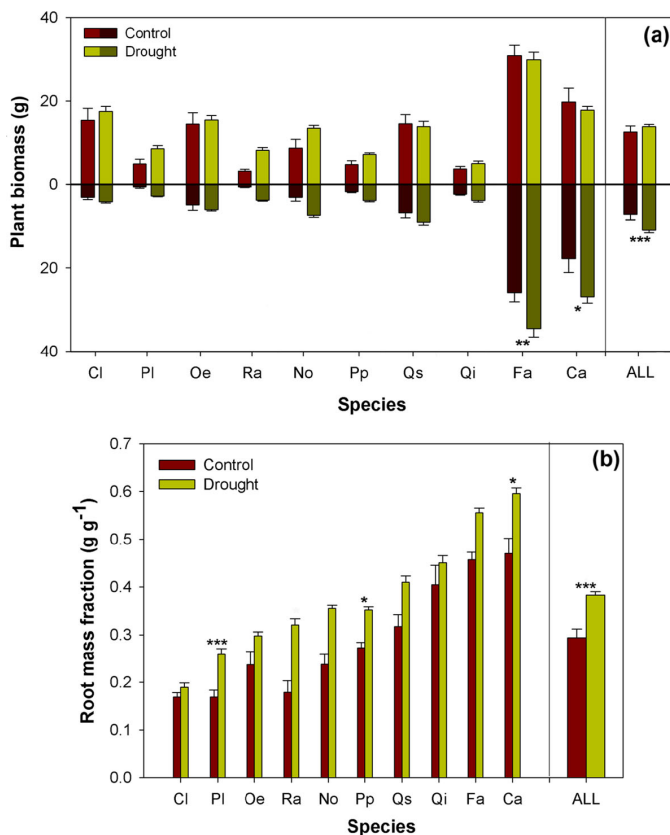 40
(a)
Control
Drought
20
0
20
40
Plant biomass (g)
***
*
**
Cl Pl Oe Ra No Pp Qs Qi Fa Ca ALL
Species
0.7
(b)
Control
Drought
0.6
0.5
0.4
0.3
0.2
0.1
0.0
Root mass fraction (g g-1)
*
***
*
***
Cl Pl Oe Ra No Pp Qs Qi Fa Ca ALL
Species